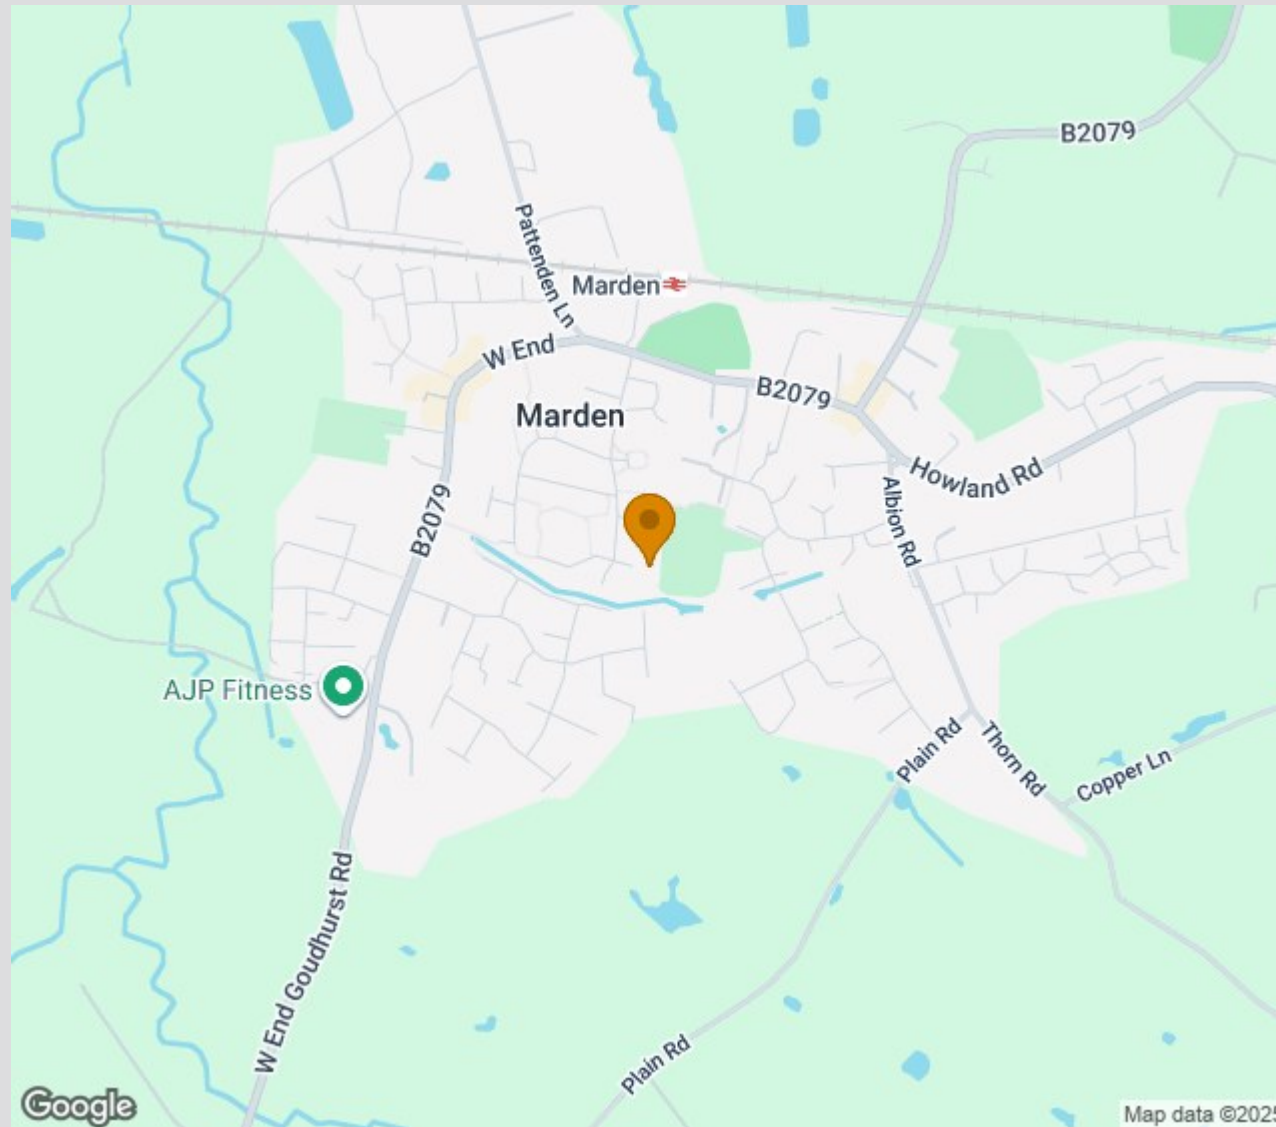 B2079
Pattenden Ln
Marden
W End
B2079
Marden
Howland Rd
Albion Rd
B2079
AJP Fitness
Plain Rd
Thorn Rd
Copper Ln
W End Goudhurst Rd
Plain Rd
Google
Map data ©2025